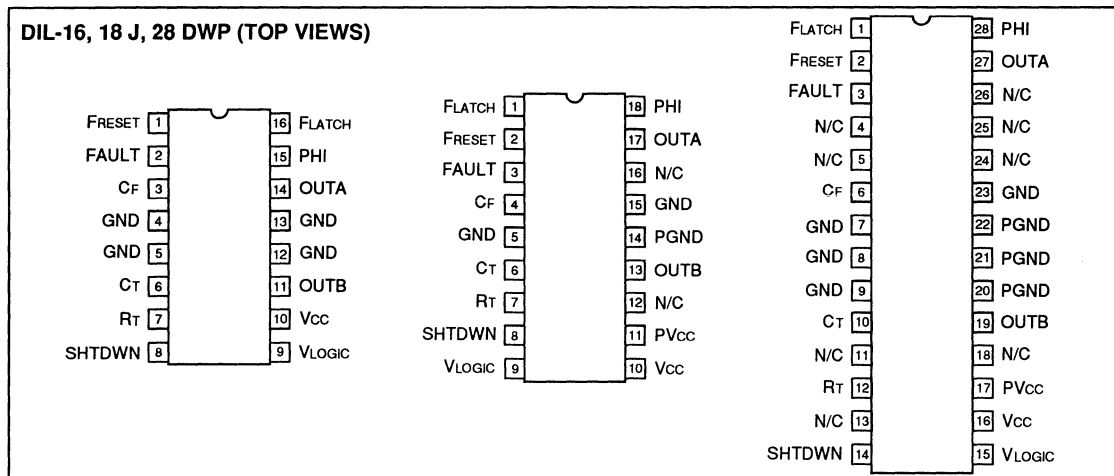 DIL-16, 18 J, 28 DWP (TOP VIEWS)
FRESET 1 16 FLATCH
FAULT 2 15 PHI
CF 3 14 OUTA
GND 4 13 GND
GND 5 12 GND
CT 6 11 OUTB
RT 7 10 VCC
SHTDWN 8 9 VLOGIC
FLATCH 1 18 PHI
FRESET 2 17 OUTA
FAULT 3 16 N/C
CF 4 15 GND
GND 5 14 PGND
CT 6 13 OUTB
RT 7 12 N/C
SHTDWN 8 11 PVCC
VLOGIC 9 10 VCC
FLATCH 1 28 PHI
FRESET 2 27 OUTA
FAULT 3 26 N/C
N/C 4 25 N/C
N/C 5 24 N/C
CF 6 23 GND
GND 7 22 PGND
GND 8 21 PGND
GND 9 20 PGND
CT 10 19 OUTB
N/C 11 18 N/C
RT 12 17 PVCC
N/C 13 16 VCC
SHTDWN 14 15 VLOGIC